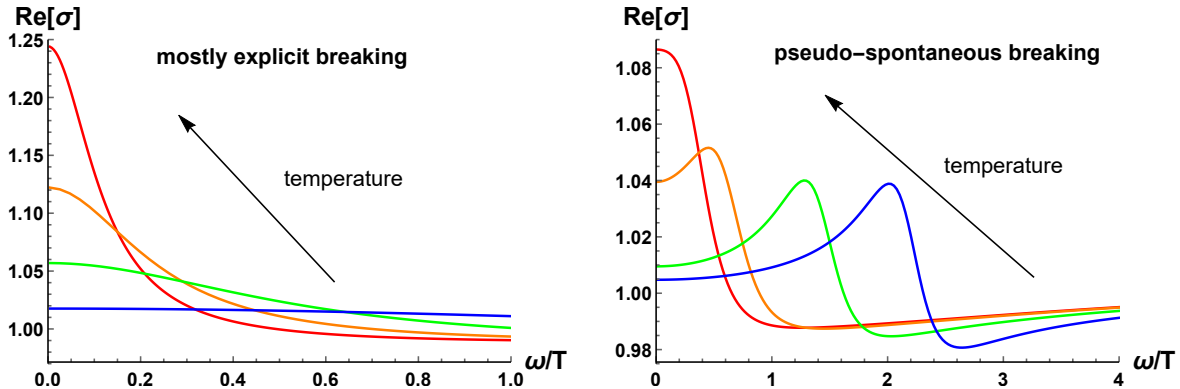 Re[σ]
mostly explicit breaking
temperature
1.25
1.20
1.15
1.10
1.05
1.00
0.0 0.2 0.4 0.6 0.8 1.0
ω/T
Re[σ]
pseudo-spontaneous breaking
temperature
1.08
1.06
1.04
1.02
1.00
0.98
0 1 2 3 4
ω/T